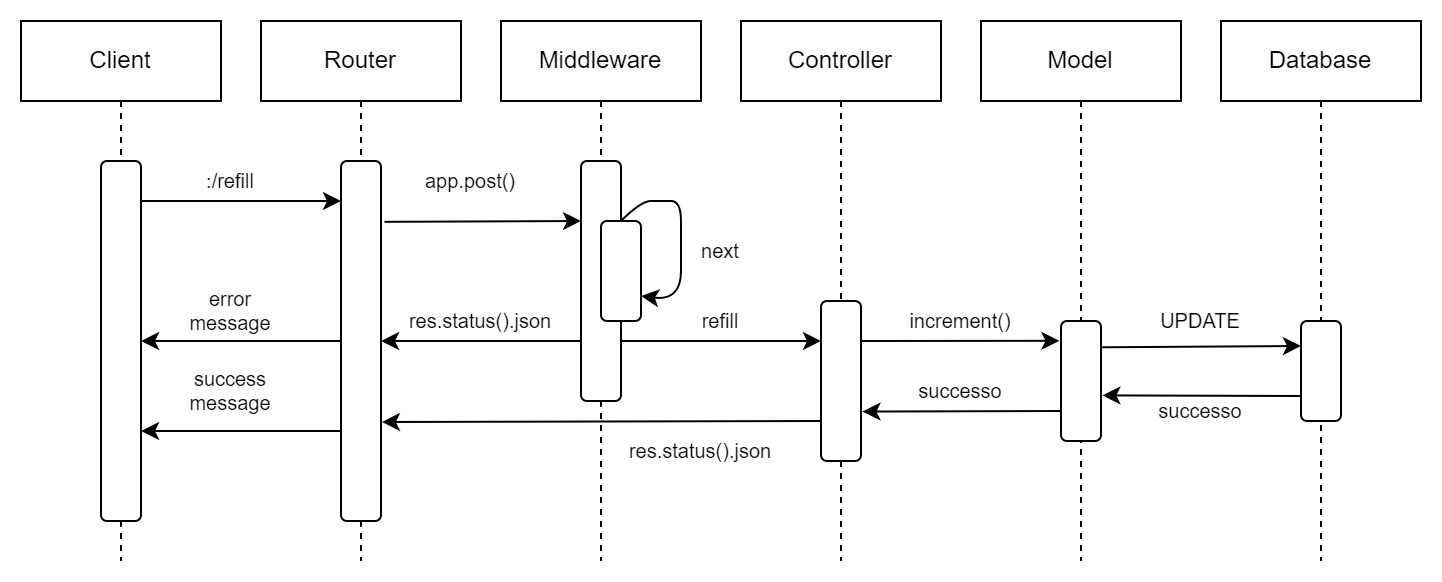 Client
Router
Middleware
Controller
Model
Database
:/refill
app.post()
next
error
message
res.status().json
refill
increment()
UPDATE
success
message
successo
successo
res.status().json